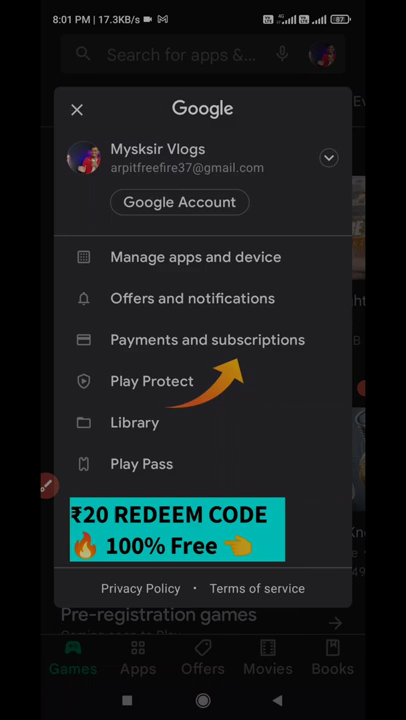 8:01 PM | 17.3KB/s
87
Search for apps &...
Google
Mysksir Vlogs
arpitfreefire37@gmail.com
Google Account
Manage apps and device
Offers and notifications
Payments and subscriptions
Play Protect
Library
Play Pass
₹20 REDEEM CODE
🔥 100% Free 👈
Privacy Policy • Terms of service
Pre-registration games
Games Apps Offers Movies Books